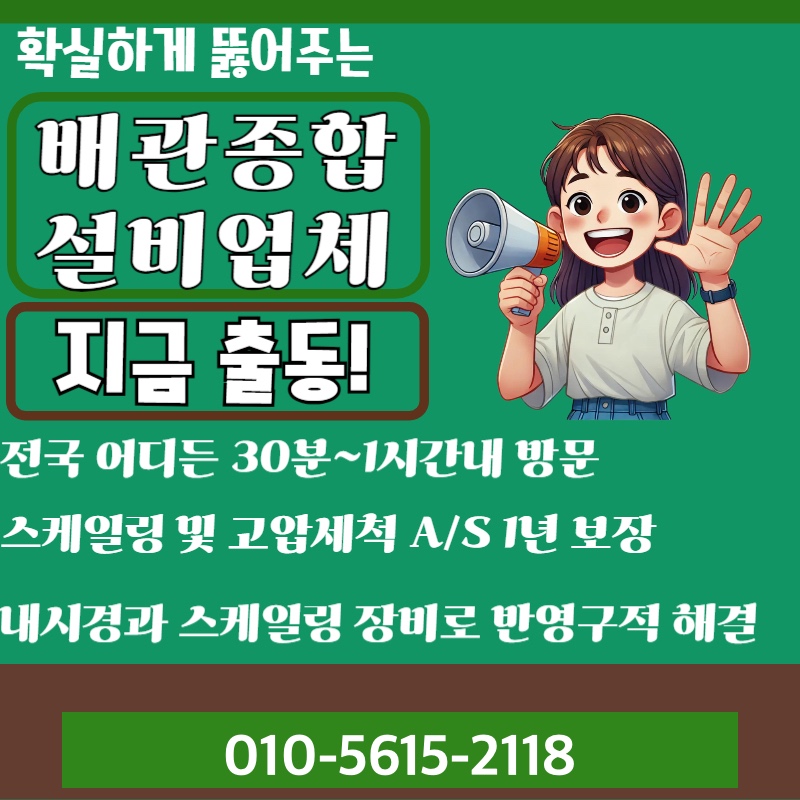 확실하게 뚫어주는
배관종합
설비업체
지금 출동!
전국 어디든 30분~1시간내 방문
스케일링 및 고압세척 A/S 1년 보장
내시경과 스케일링 장비로 반영구적 해결
010-5615-2118